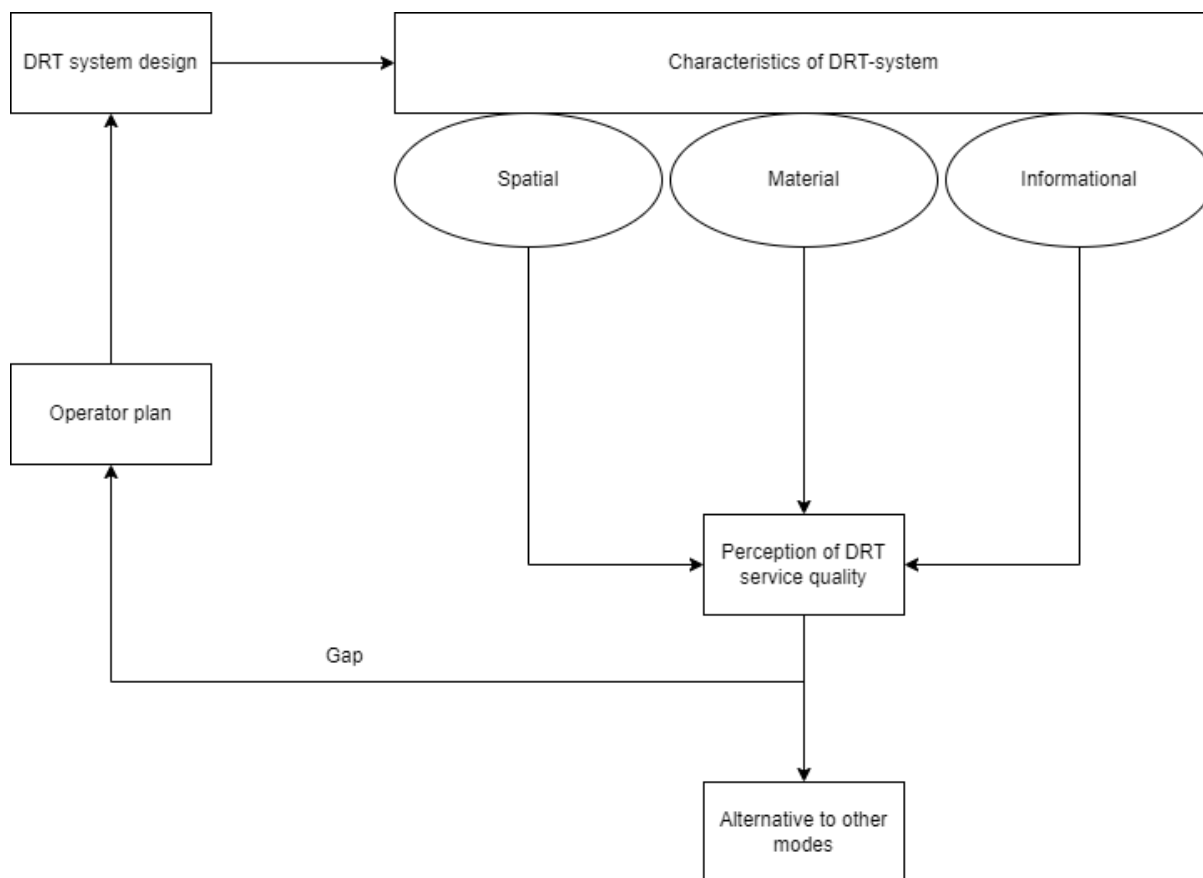 DRT system design
Characteristics of DRT-system
Spatial
Material
Informational
Operator plan
Perception of DRT
service quality
Gap
Alternative to other
modes